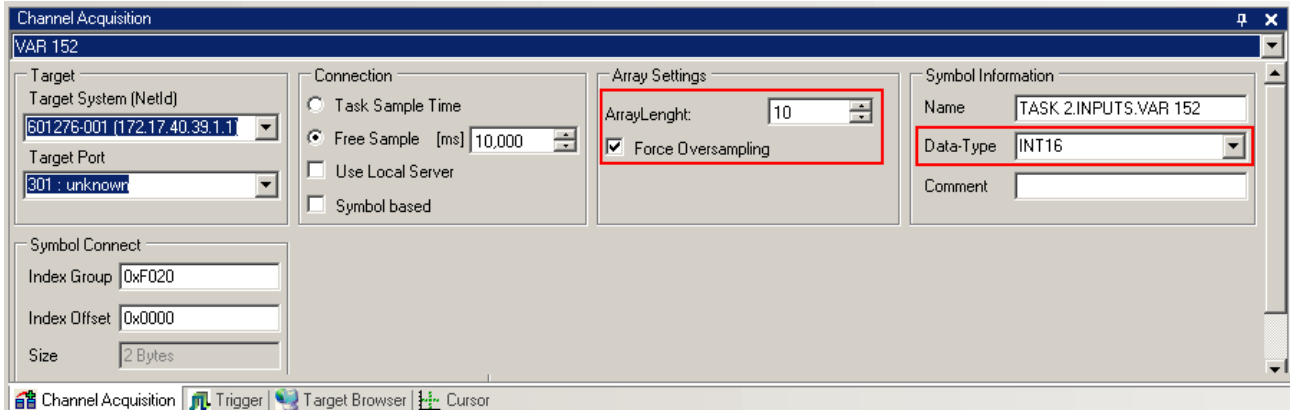 Channel Acquisition
VAR 152
Target
Target System (NetId)
601276-001 (172.17.40.39.1.1)
Target Port
301 : unknown
Connection
Task Sample Time
Free Sample [ms] 10,000
Use Local Server
Symbol based
Array Settings
ArrayLenght: 10
Force Oversampling
Symbol Information
Name TASK 2.INPUTS.VAR 152
Data-Type INT16
Comment
Symbol Connect
Index Group 0xF020
Index Offset 0x0000
Size 2 Bytes
Channel Acquisition Trigger Target Browser Cursor